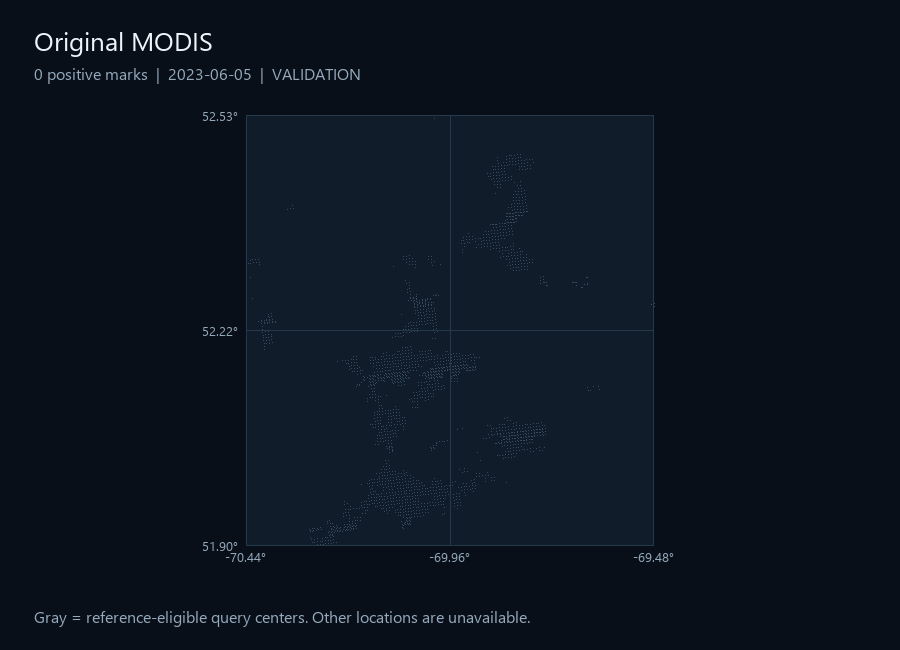 Original MODIS
0 positive marks | 2023-06-05 | VALIDATION
52.53°
52.22°
51.90°
-70.44°
-69.96°
-69.48°
Gray = reference-eligible query centers. Other locations are unavailable.